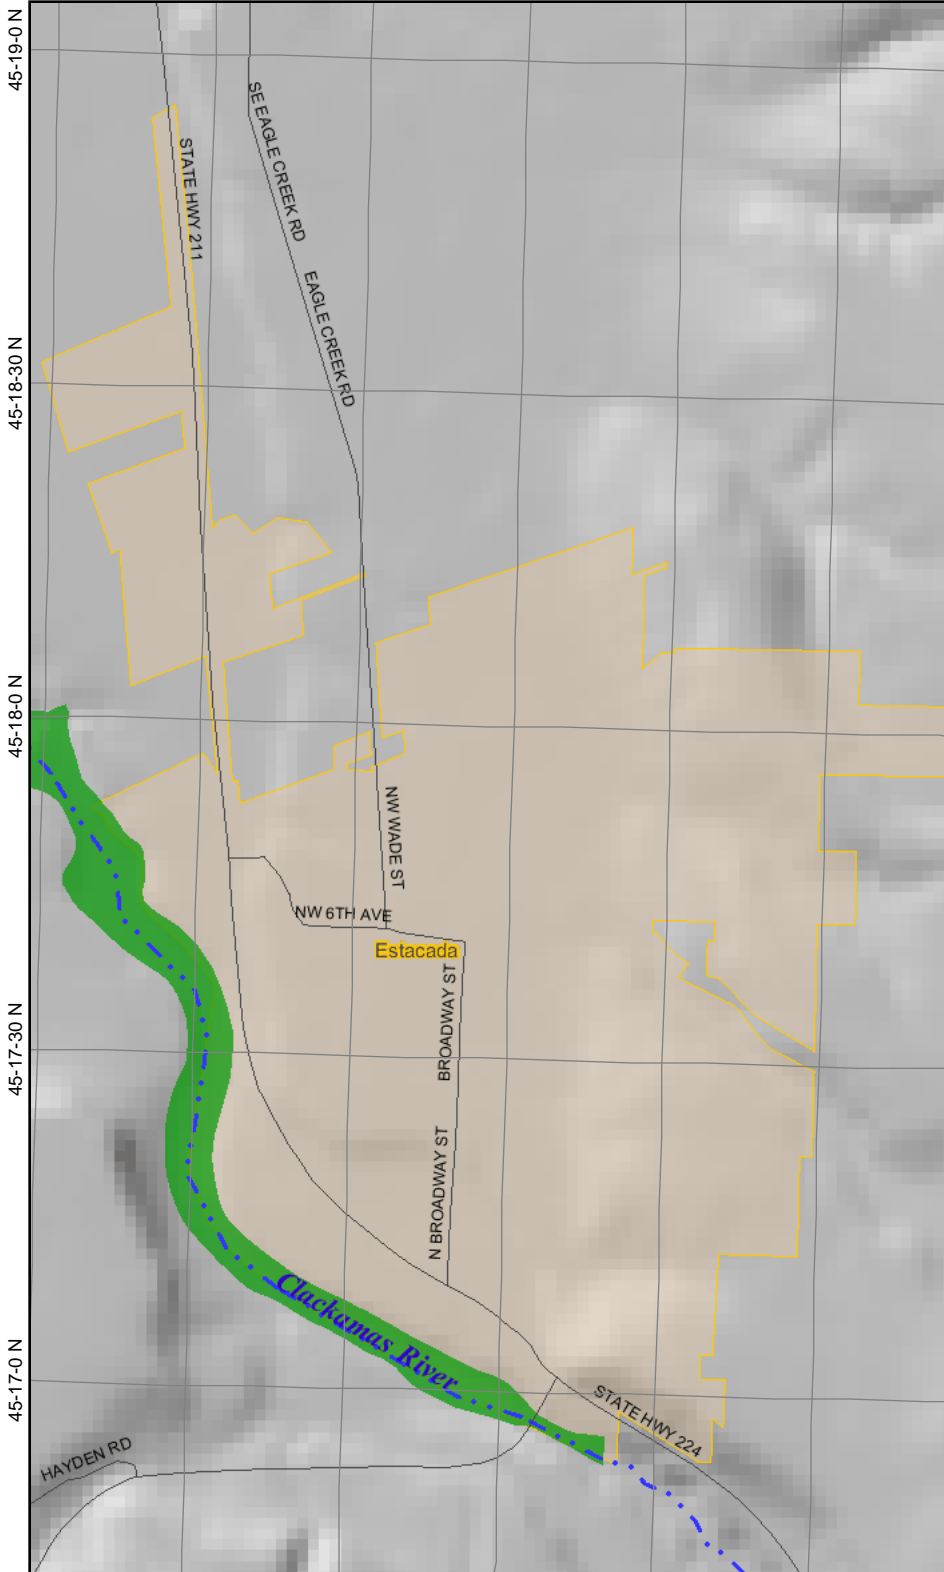 45-19-0 N
SE EAGLE CREEK RD
STATE HWY 211
EAGLE CREEK RD
45-18-30 N
45-18-0 N
NW WADE ST
NW 6TH AVE
Estacada
BROADWAY ST
45-17-30 N
N BROADWAY ST
Clackamas River
45-17-0 N
STATE HWY 224
HAYDEN RD